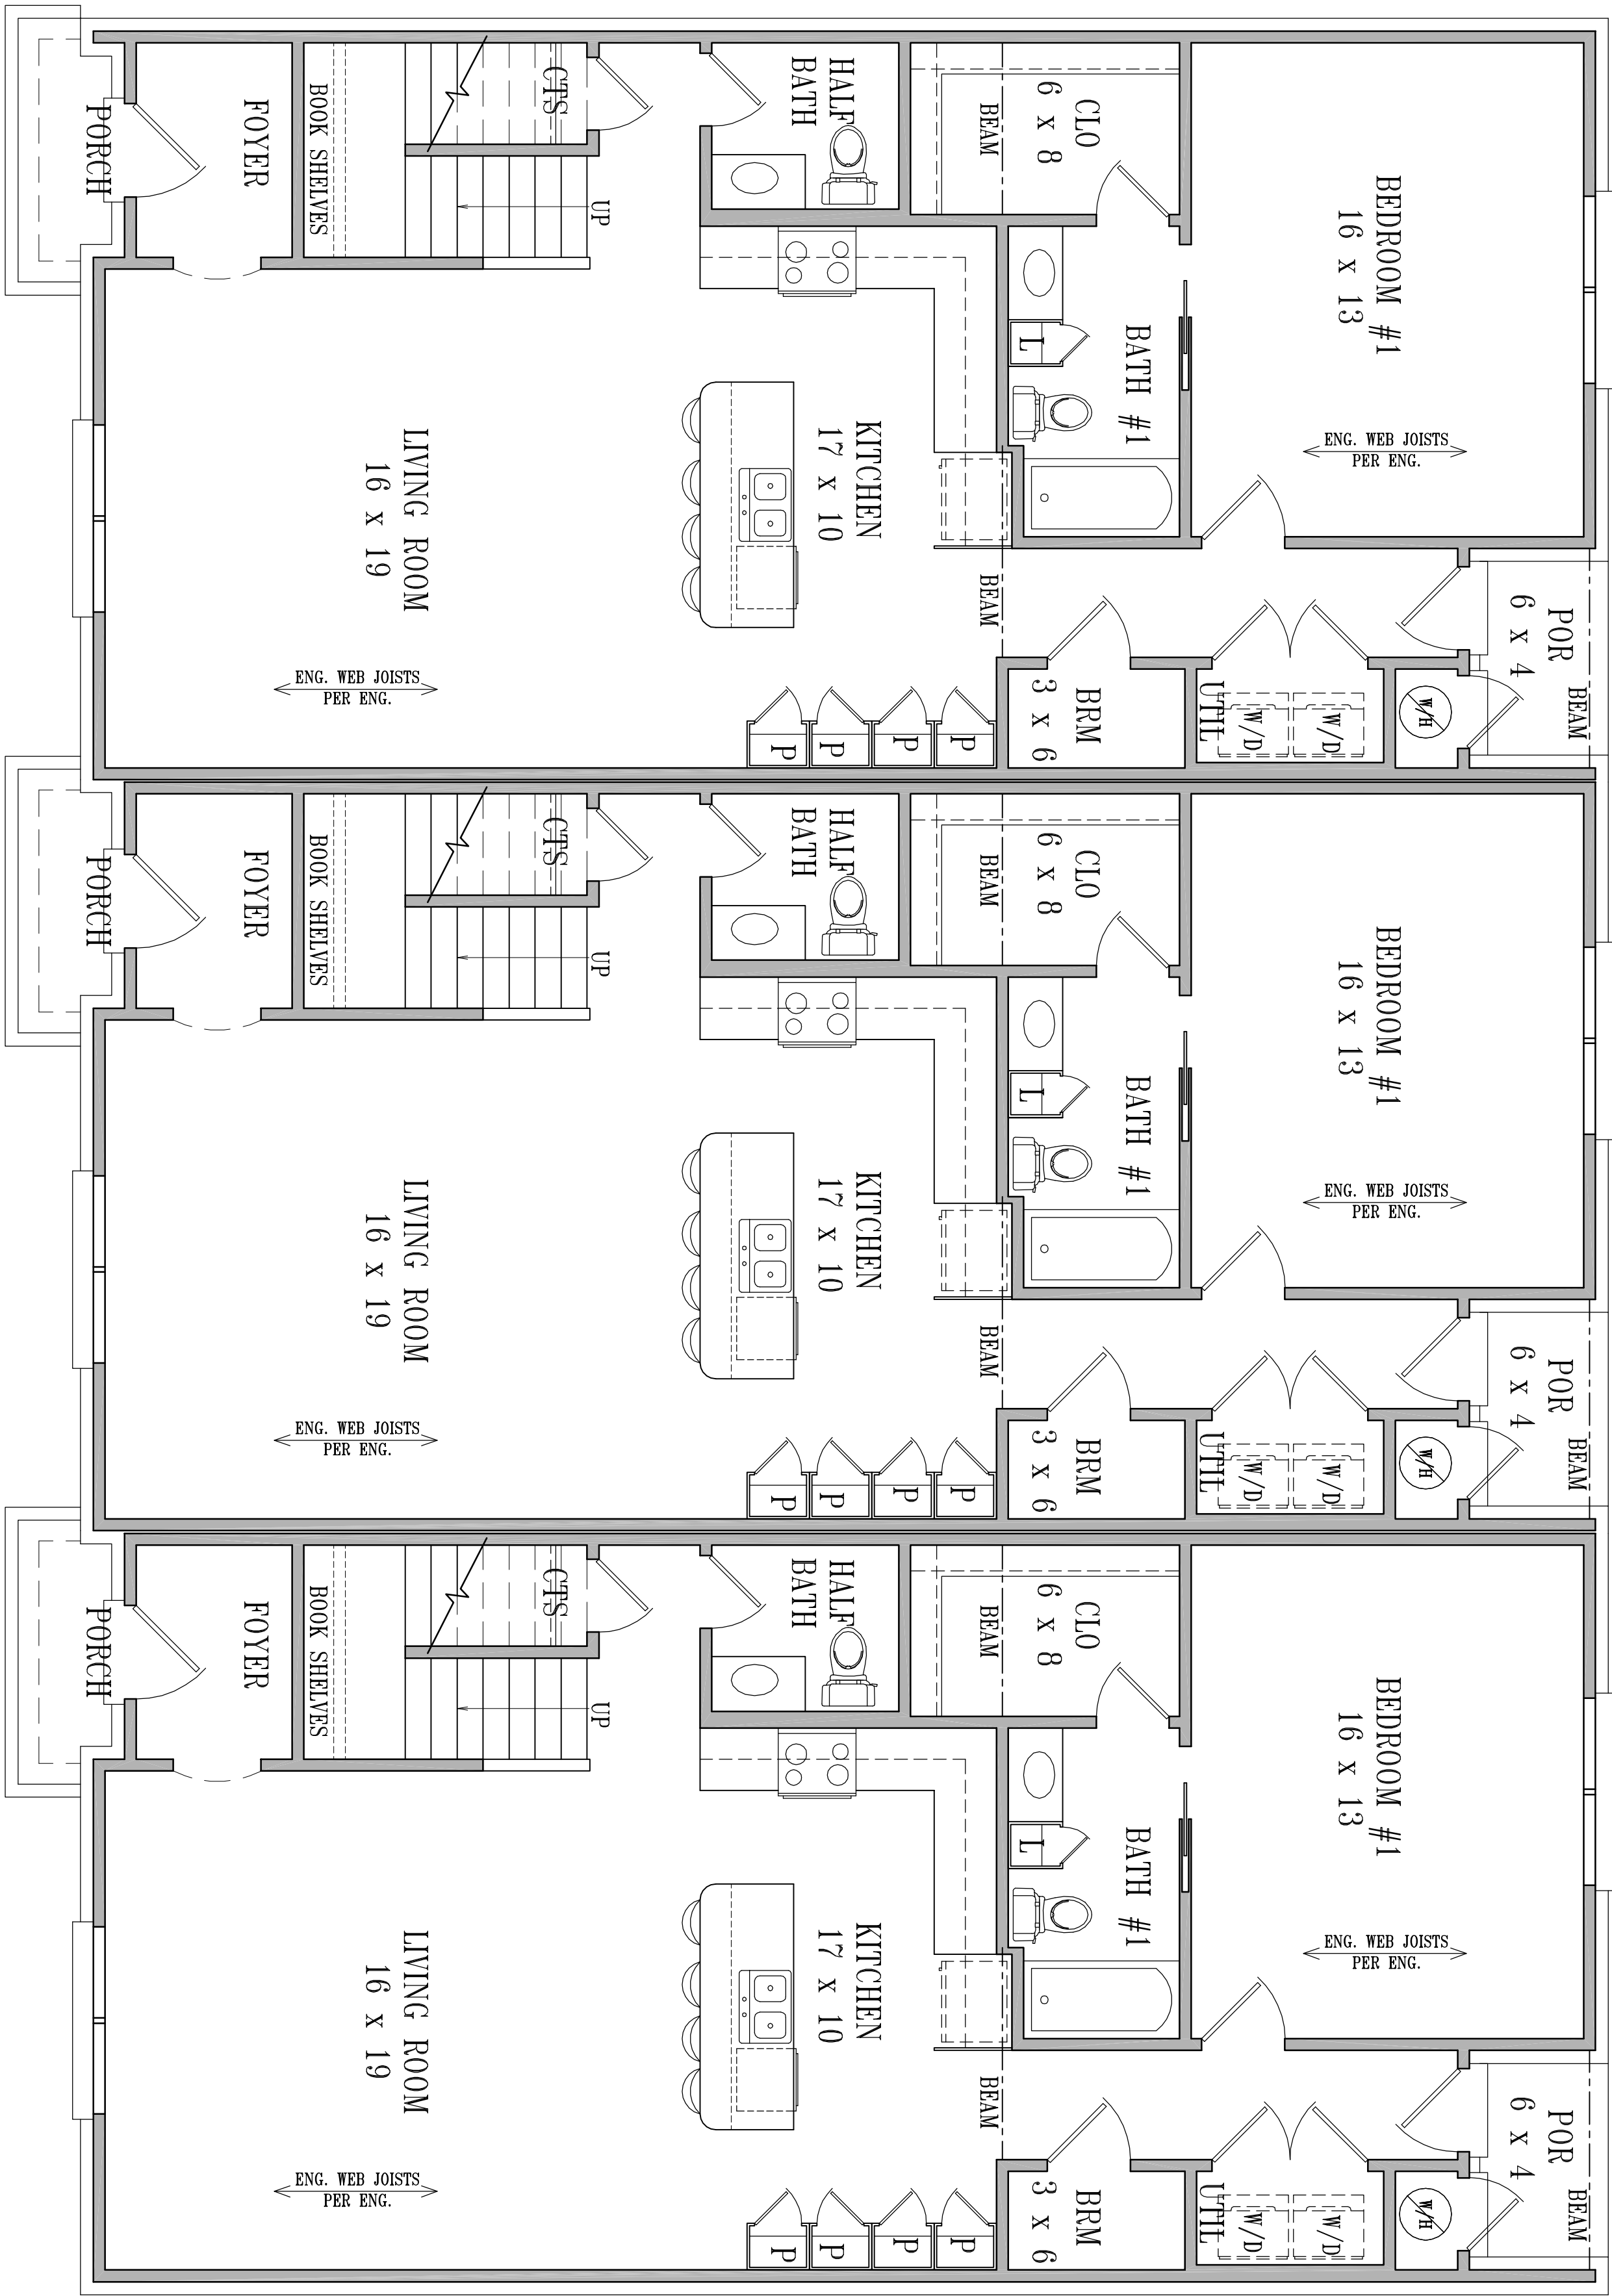 PORCH
FOYER
BOOK SHELVES
CTS
UP
HALF
BATH
CLO
6 x 8
BEAM
BEDROOM #1
16 x 13
BATH #1
L
ENG. WEB JOISTS
PER ENG.
KITCHEN
17 x 10
LIVING ROOM
16 x 19
BEAM
ENG. WEB JOISTS
PER ENG.
P
P
P
P
BRM
3 x 6
UTIL
W/D
W/D
W/H
POR
6 x 4
BEAM
PORCH
FOYER
BOOK SHELVES
CTS
UP
HALF
BATH
CLO
6 x 8
BEAM
BEDROOM #1
16 x 13
BATH #1
L
ENG. WEB JOISTS
PER ENG.
KITCHEN
17 x 10
LIVING ROOM
16 x 19
BEAM
ENG. WEB JOISTS
PER ENG.
P
P
P
P
BRM
3 x 6
UTIL
W/D
W/D
W/H
POR
6 x 4
BEAM
PORCH
FOYER
BOOK SHELVES
CTS
UP
HALF
BATH
CLO
6 x 8
BEAM
BEDROOM #1
16 x 13
BATH #1
L
ENG. WEB JOISTS
PER ENG.
KITCHEN
17 x 10
LIVING ROOM
16 x 19
BEAM
ENG. WEB JOISTS
PER ENG.
P
P
P
P
BRM
3 x 6
UTIL
W/D
W/D
W/H
POR
6 x 4
BEAM